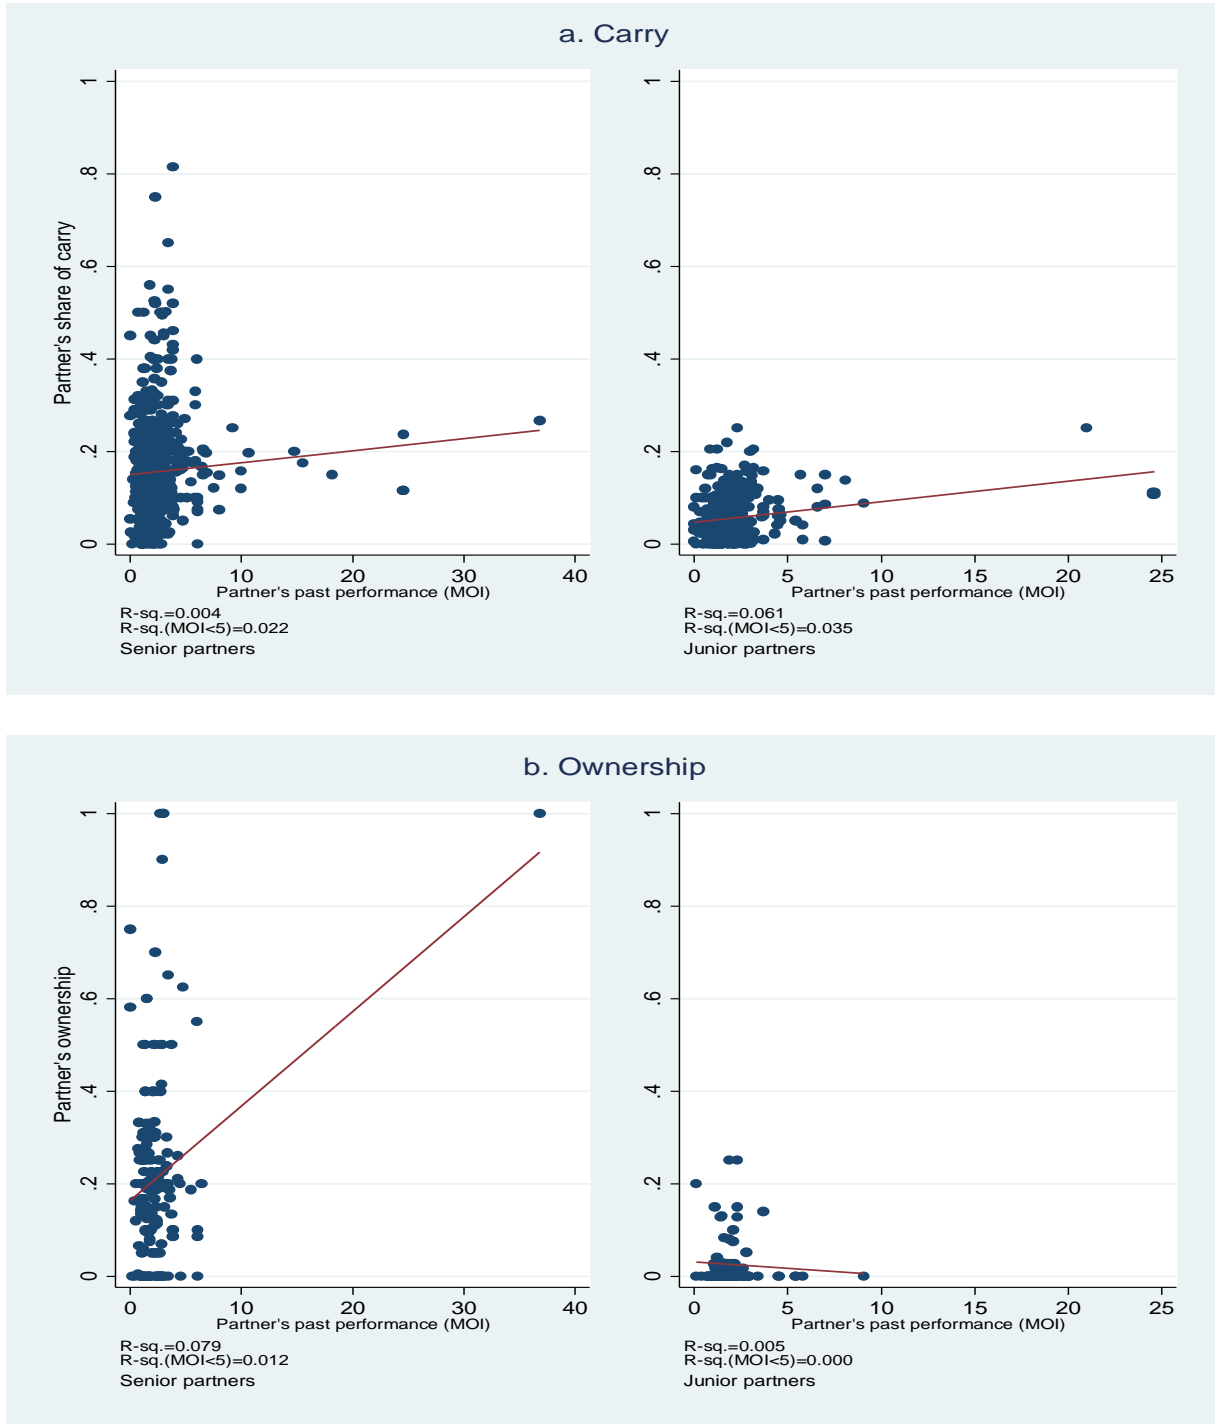 a. Carry
Partner's share of carry
1
.8
.6
.4
.2
0
0 10 20 30 40
Partner's past performance (MOI)
R-sq.=0.004
R-sq.(MOI<5)=0.022
Senior partners
1
.8
.6
.4
.2
0
0 5 10 15 20 25
Partner's past performance (MOI)
R-sq.=0.061
R-sq.(MOI<5)=0.035
Junior partners
b. Ownership
Partner's ownership
1
.8
.6
.4
.2
0
0 10 20 30 40
Partner's past performance (MOI)
R-sq.=0.079
R-sq.(MOI<5)=0.012
Senior partners
1
.8
.6
.4
.2
0
0 5 10 15 20 25
Partner's past performance (MOI)
R-sq.=0.005
R-sq.(MOI<5)=0.000
Junior partners